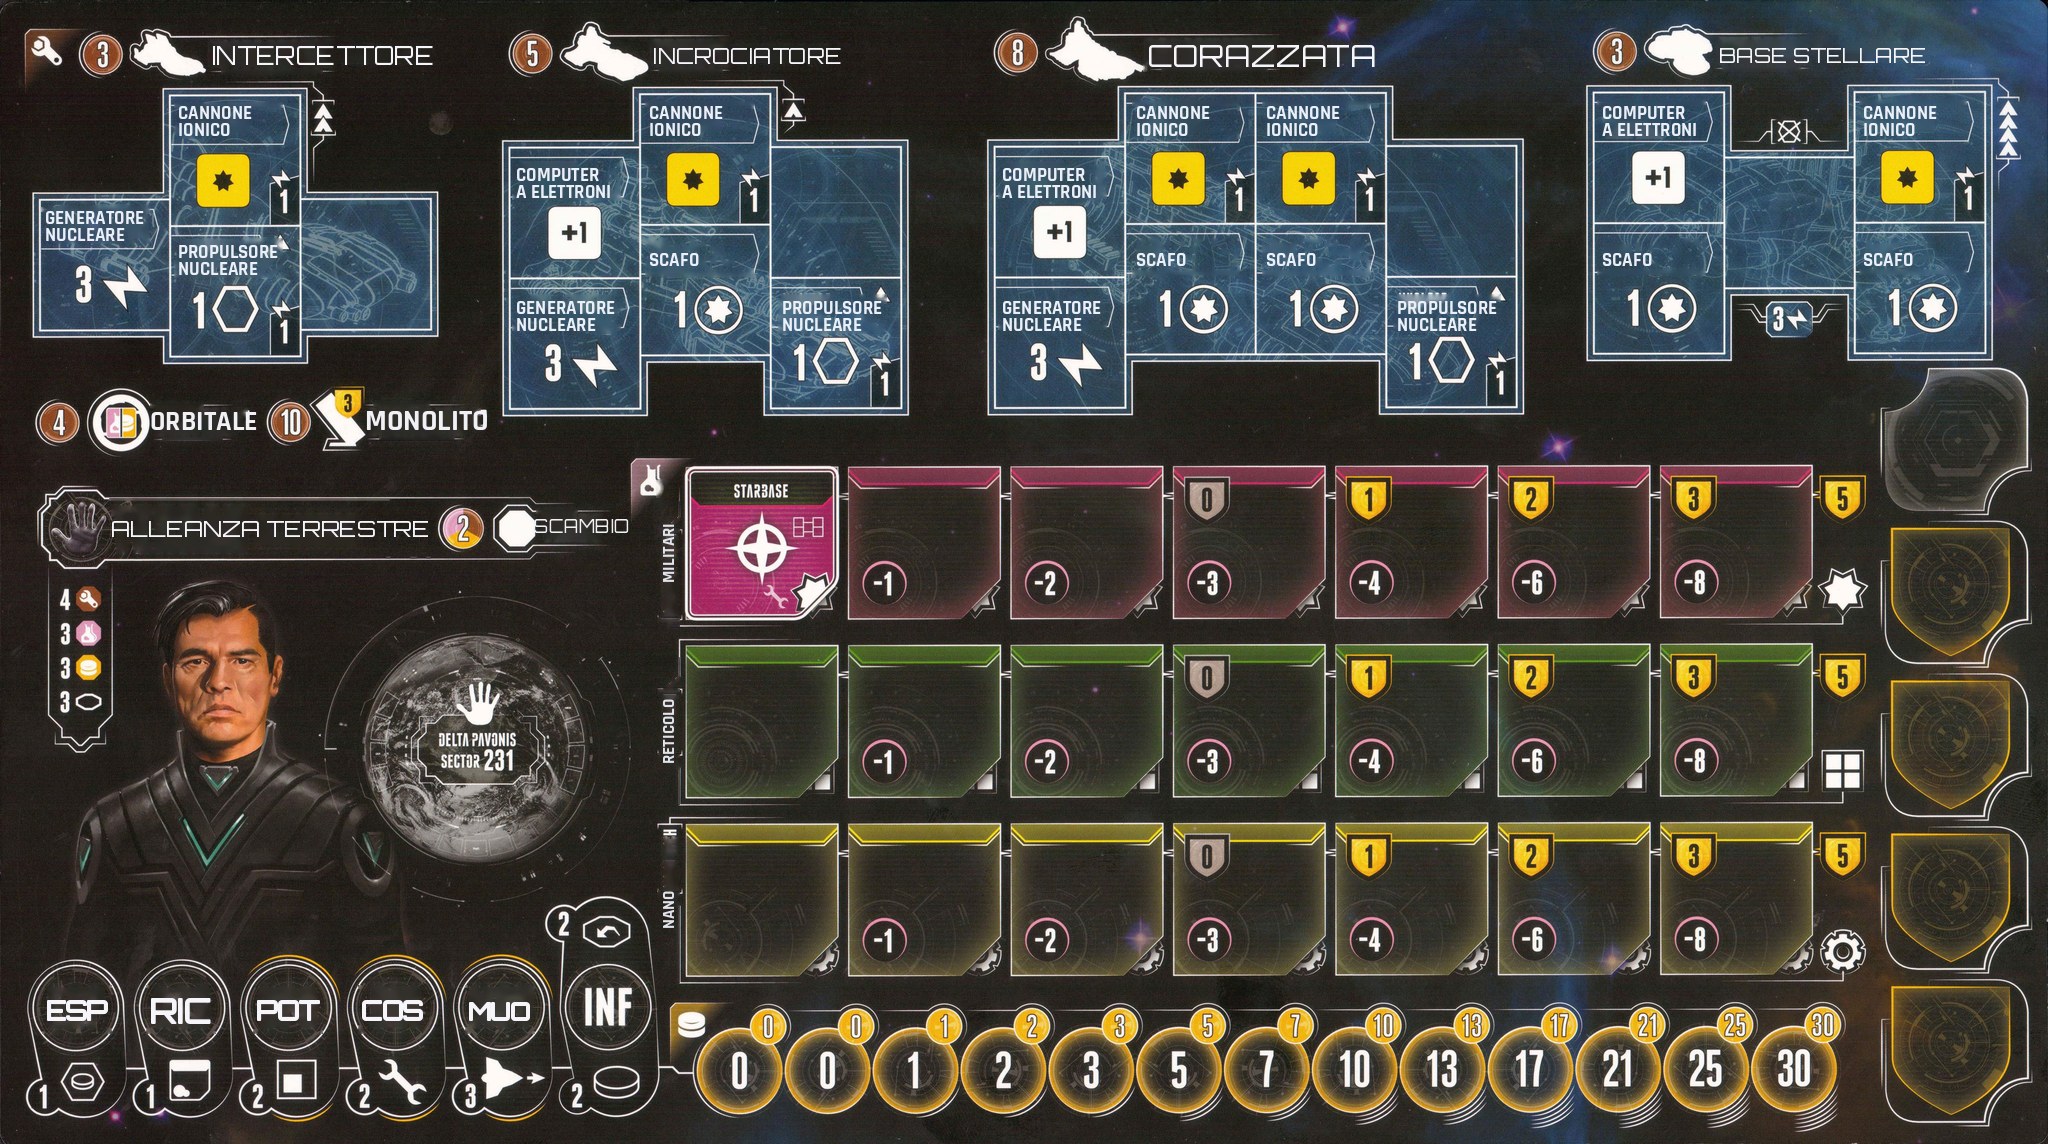 3 INTERCETTORE
CANNONE
IONICO
1
GENERATORE
NUCLEARE
3
PROPULSORE
NUCLEARE
1
1
5 INCROCIATORE
CANNONE
IONICO
1
COMPUTER
A ELETTRONI
+1
SCAFO
1
GENERATORE
NUCLEARE
3
PROPULSORE
NUCLEARE
1
1
8 CORAZZATA
CANNONE
IONICO
1
CANNONE
IONICO
1
COMPUTER
A ELETTRONI
+1
SCAFO
1
SCAFO
1
GENERATORE
NUCLEARE
3
PROPULSORE
NUCLEARE
1
1
3 BASE STELLARE
COMPUTER
A ELETTRONI
+1
CANNONE
IONICO
1
SCAFO
1
SCAFO
1
3
4 ORBITALE 10 3 MONOLITO
ALLEANZA TERRESTRE 2 SCAMBIO
4
3
3
3
DELTA PAVONIS
SECTOR 231
MILITARI
STARBASE
0 1 2 3 5
-1 -2 -3 -4 -6 -8
RETICOLO
0 1 2 3 5
-1 -2 -3 -4 -6 -8
NANO
0 1 2 3 5
-1 -2 -3 -4 -6 -8
2
ESP RIC POT COS MUO INF
1 1 2 2 3 2
0 0 1 2 3 5 7 10 13 17 21 25 30
0 0 1 2 3 5 7 10 13 17 21 25 30